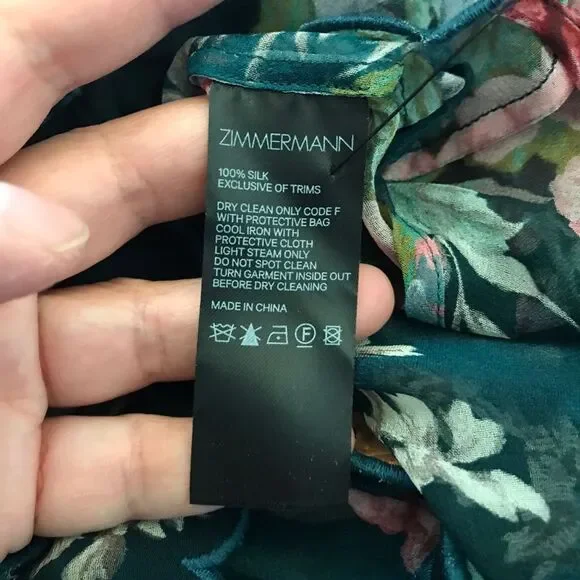 ZIMMERMANN
100% SILK
EXCLUSIVE OF TRIMS
DRY CLEAN ONLY CODE F
WITH PROTECTIVE BAG
COOL IRON WITH
PROTECTIVE CLOTH
LIGHT STEAM ONLY
DO NOT SPOT CLEAN
TURN GARMENT INSIDE OUT
BEFORE DRY CLEANING
MADE IN CHINA
F